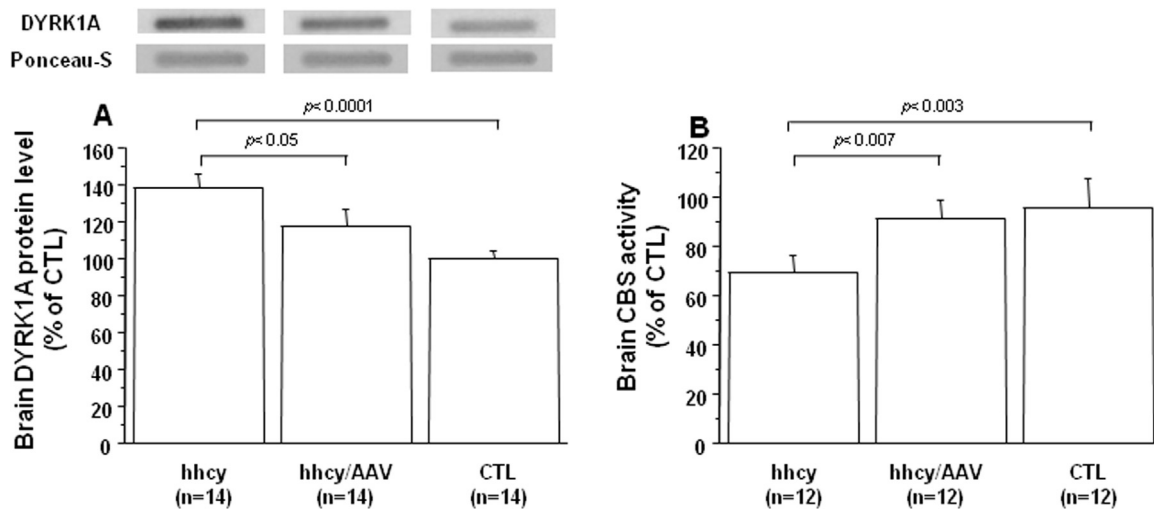 DYRK1A
Ponceau-S
A
p< 0.0001
p< 0.05
Brain DYRK1A protein level
(% of CTL)
160
140
120
100
80
60
40
20
0
hhcy
(n=14)
hhcy/AAV
(n=14)
CTL
(n=14)
B
p< 0.003
p< 0.007
Brain CBS activity
(% of CTL)
120
100
80
60
40
20
0
hhcy
(n=12)
hhcy/AAV
(n=12)
CTL
(n=12)